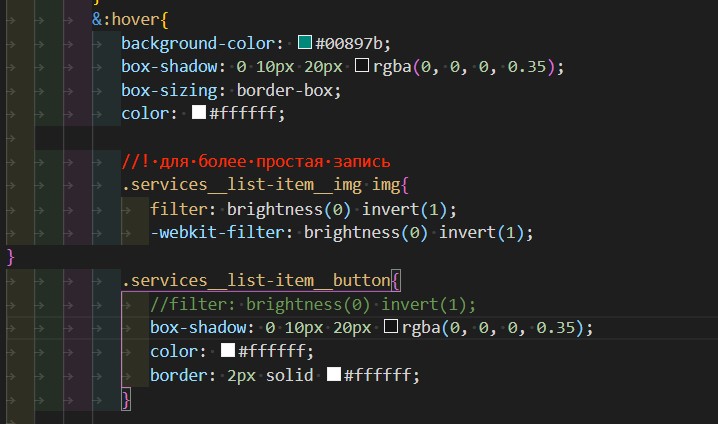 }
&:hover{
background-color: #00897b;
box-shadow: 0 10px 20px rgba(0, 0, 0, 0.35);
box-sizing: border-box;
color: #ffffff;
//! для более простая запись
.services__list-item__img img{
filter: brightness(0) invert(1);
-webkit-filter: brightness(0) invert(1);
}
.services__list-item__button{
//filter: brightness(0) invert(1);
box-shadow: 0 10px 20px rgba(0, 0, 0, 0.35);
color: #ffffff;
border: 2px solid #ffffff;
}